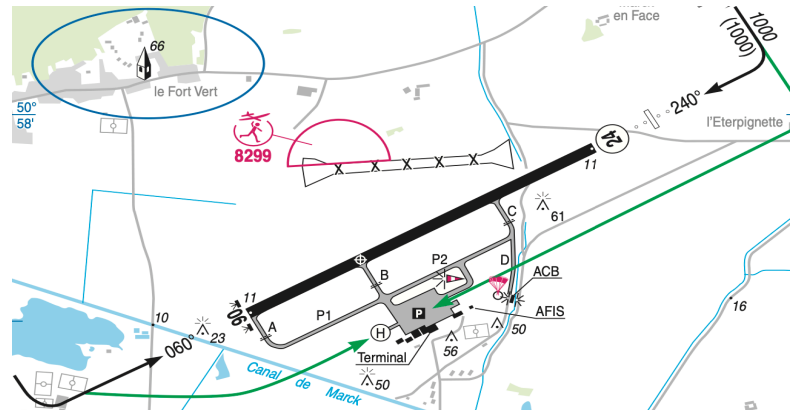 en Face
1000
(1000)
66
le Fort Vert
50°
58'
8299
240°
l'Eterpignette
24
11
61
C
P2
D
B
ACB
11
06
P1
P
AFIS
16
A
10
23
H
50
56
Terminal
060°
50
Canal de Marck